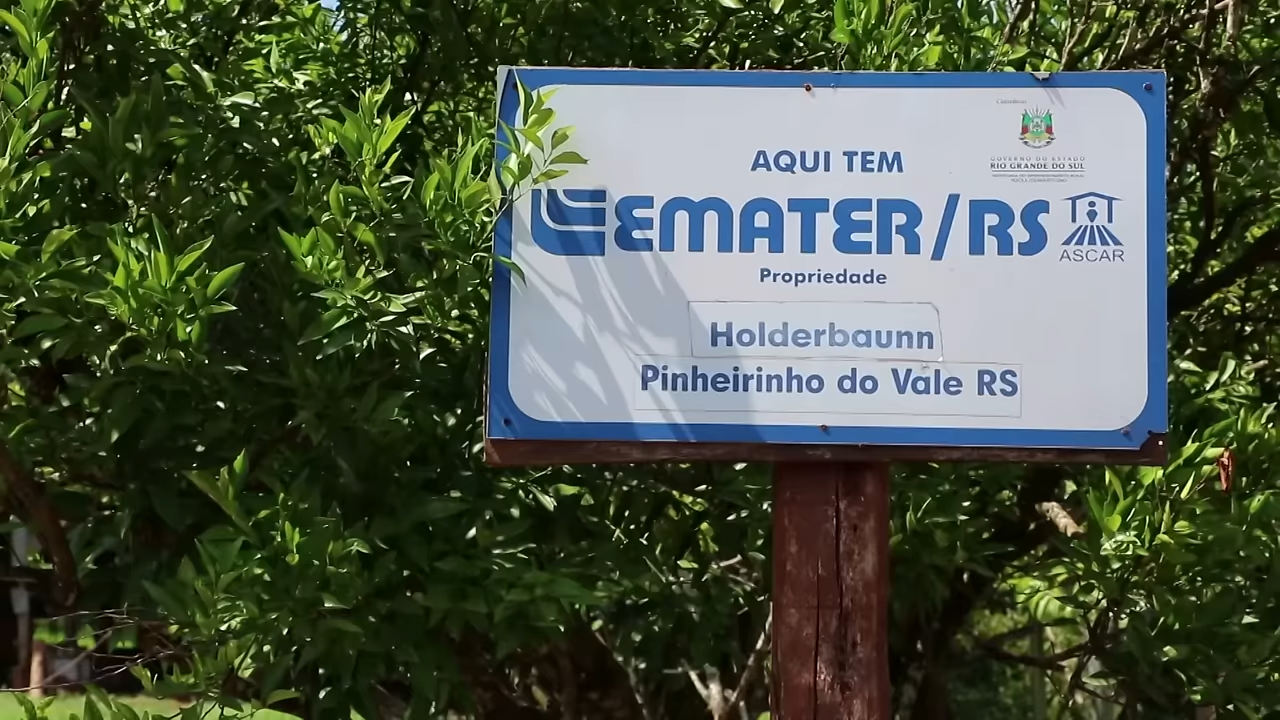 GOVERNO DO ESTADO
RIO GRANDE DO SUL
AQUI TEM
EMATER/RS
ASCAR
Propriedade
Holderbaunn
Pinheirinho do Vale RS